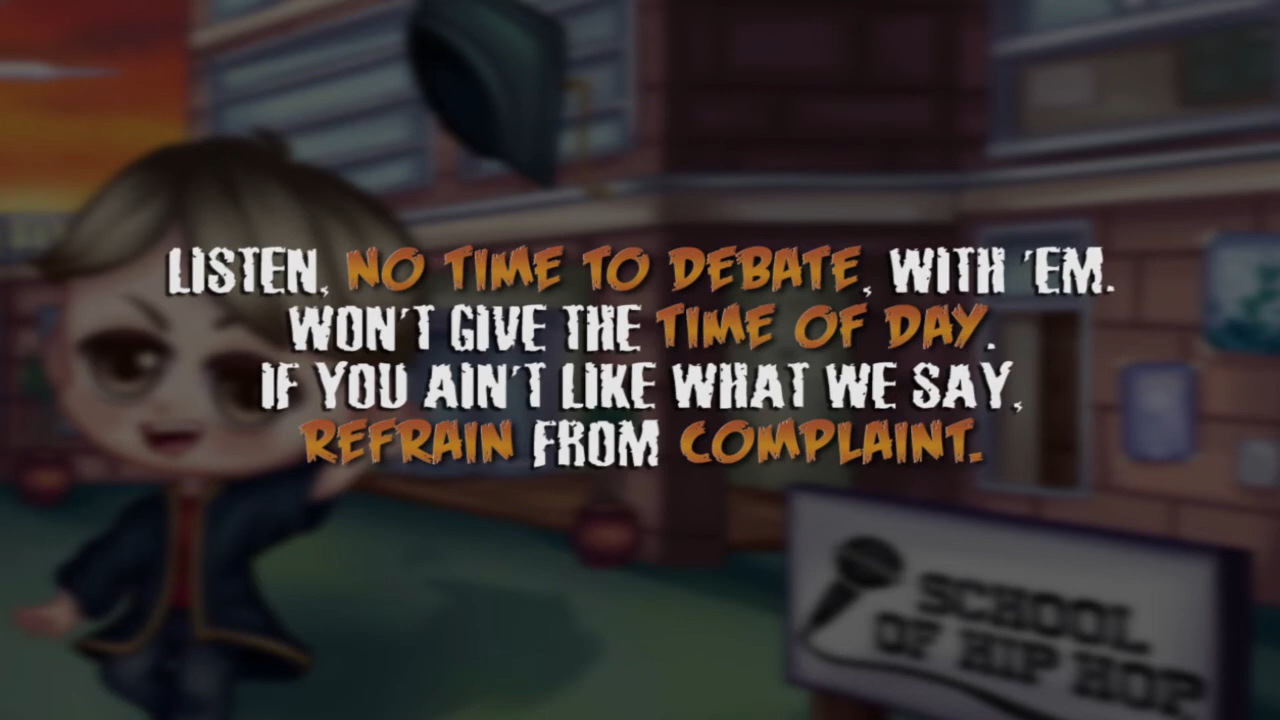 LISTEN, NO TIME TO DEBATE, WITH 'EM.
WON'T GIVE THE TIME OF DAY.
IF YOU AIN'T LIKE WHAT WE SAY,
REFRAIN FROM COMPLAINT.
SCHOOL
OF HIP HOP